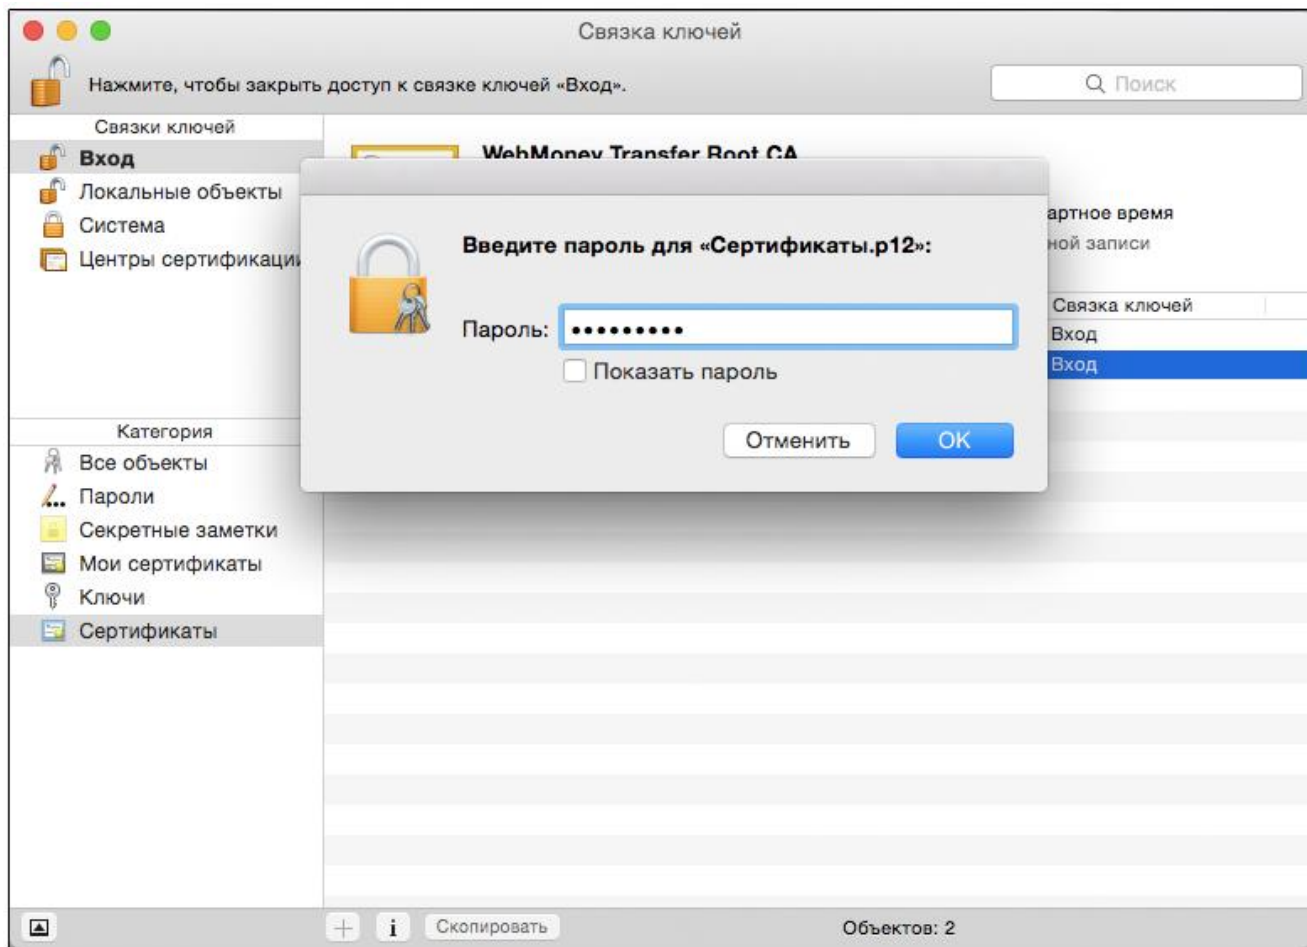 Связка ключей
Нажмите, чтобы закрыть доступ к связке ключей «Вход».
Поиск
Связки ключей
Вход
Локальные объекты
Система
Центры сертификации
WebMoney Transfer Root CA
артное время
ной записи
Введите пароль для «Сертификаты.p12»:
Пароль: •••••••••
Показать пароль
Отменить
OK
Связка ключей
Вход
Вход
Категория
Все объекты
Пароли
Секретные заметки
Мои сертификаты
Ключи
Сертификаты
Скопировать
Объектов: 2